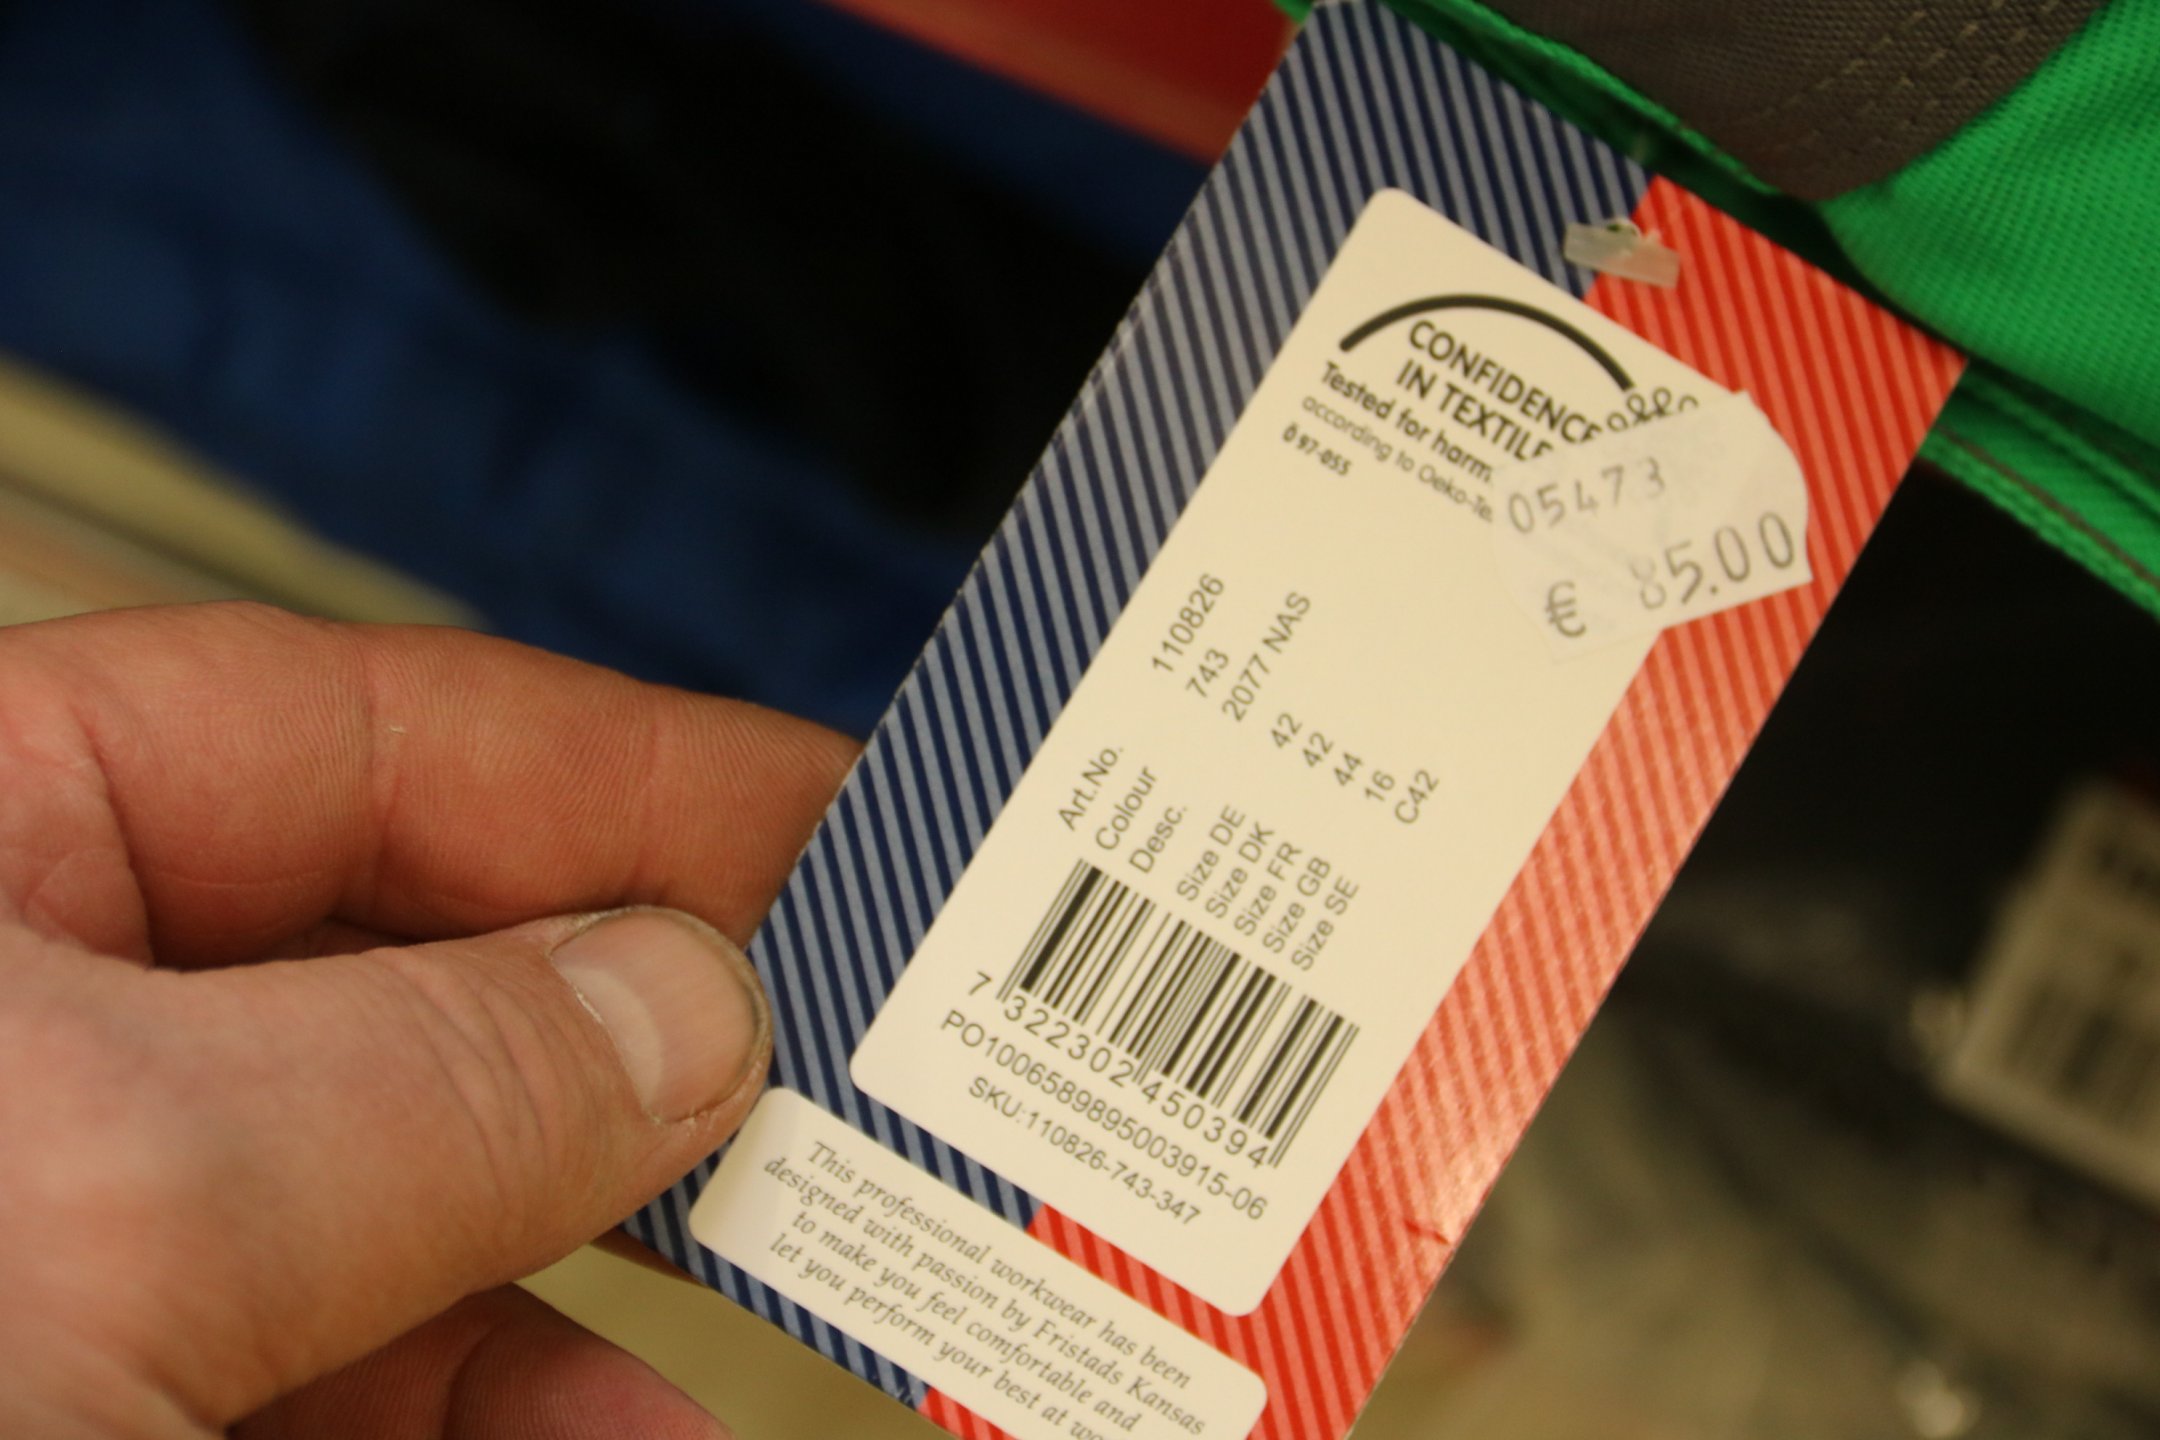 CONFIDENCE
IN TEXTILE
Tested for harm
according to Oeko-Te
ö 97-055
05473
€ 85.00
Art.No. 110826
Colour 743
Desc. 2077 NAS
Size DE 42
Size DK 42
Size FR 44
Size GB 16
Size SE C42
7 322302 450394
PO10065898950039​15-06
SKU:110826-743-347
This professional workwear has been
designed with passion by Fristads Kansas
to make you feel comfortable and
let you perform your best at wo